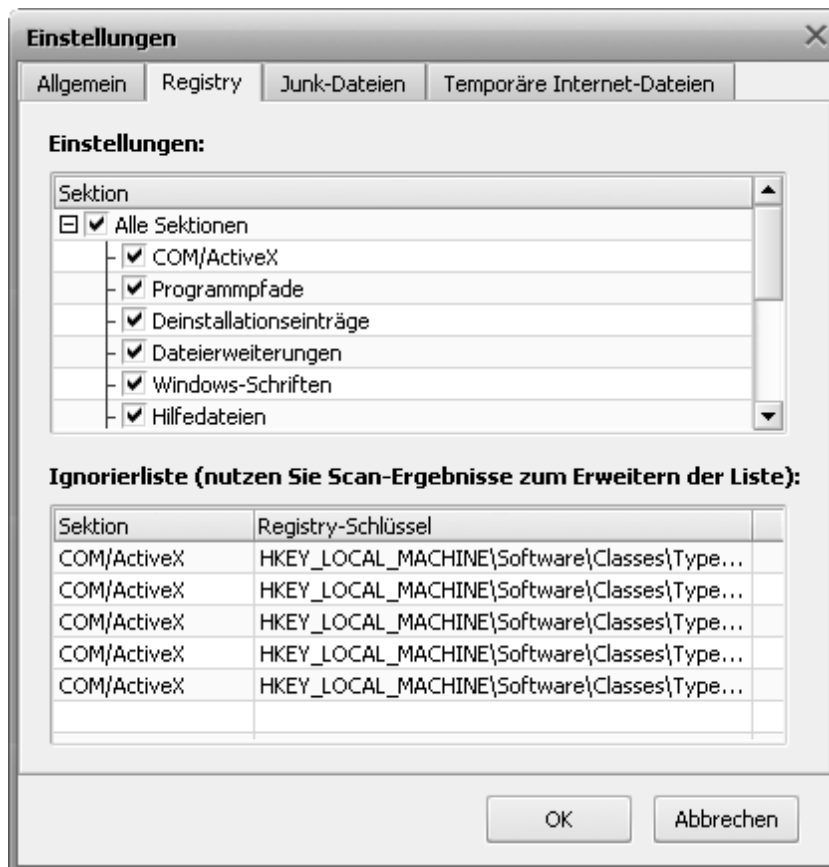 Einstellungen
Allgemein Registry Junk-Dateien Temporäre Internet-Dateien
Einstellungen:
Sektion
Alle Sektionen
COM/ActiveX
Programmpfade
Deinstallationseinträge
Dateierweiterungen
Windows-Schriften
Hilfedateien
Ignorierliste (nutzen Sie Scan-Ergebnisse zum Erweitern der Liste):
Sektion Registry-Schlüssel
COM/ActiveX HKEY_LOCAL_MACHINE\Software\Classes\Type...
COM/ActiveX HKEY_LOCAL_MACHINE\Software\Classes\Type...
COM/ActiveX HKEY_LOCAL_MACHINE\Software\Classes\Type...
COM/ActiveX HKEY_LOCAL_MACHINE\Software\Classes\Type...
COM/ActiveX HKEY_LOCAL_MACHINE\Software\Classes\Type...
OK Abbrechen